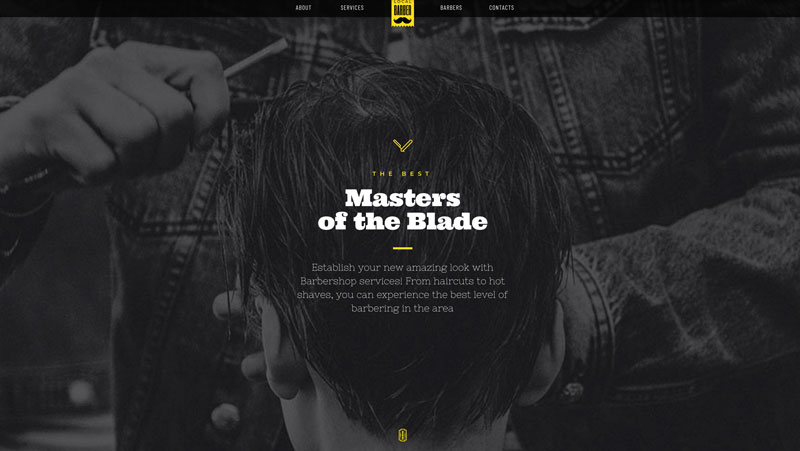 ABOUT SERVICES LOCAL BARBER BARBERS CONTACTS
THE BEST
Masters
of the Blade
Establish your new amazing look with
Barbershop services! From haircuts to hot
shaves, you can experience the best level of
barbering in the area